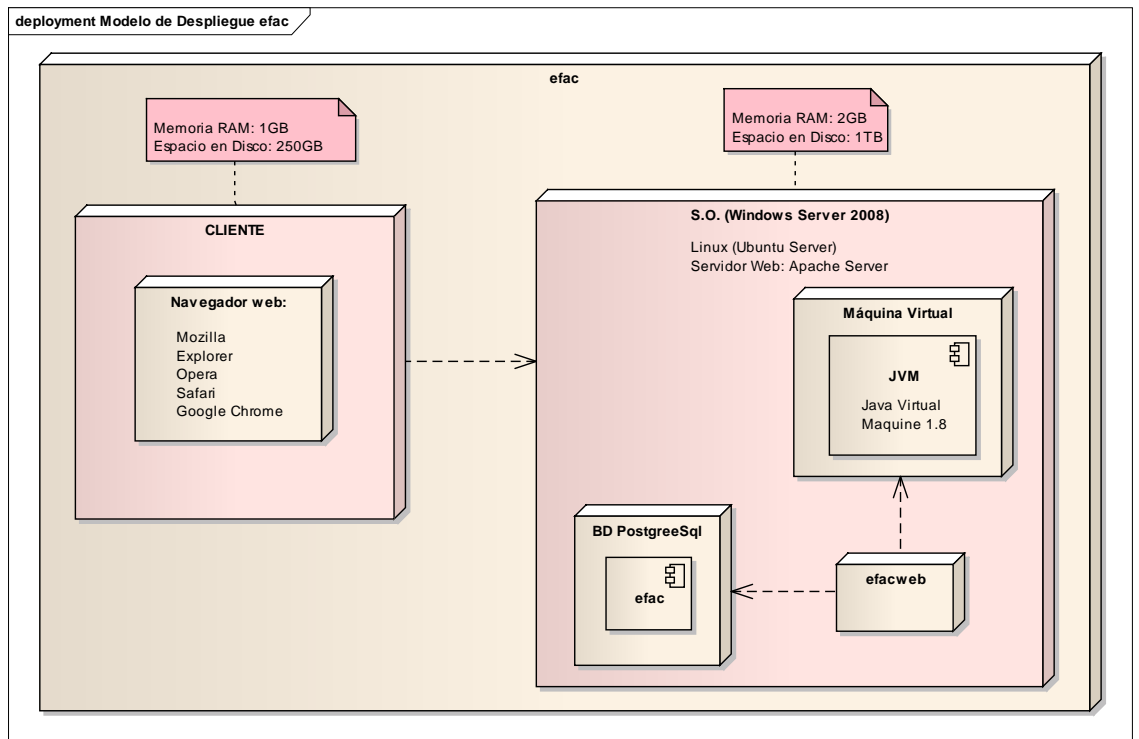 deployment Modelo de Despliegue efac
efac
Memoria RAM: 1GB
Espacio en Disco: 250GB
Memoria RAM: 2GB
Espacio en Disco: 1TB
CLIENTE
Navegador web:
Mozilla
Explorer
Opera
Safari
Google Chrome
S.O. (Windows Server 2008)
Linux (Ubuntu Server)
Servidor Web: Apache Server
Máquina Virtual
JVM
Java Virtual
Maquine 1.8
BD PostgreeSql
efac
efacweb